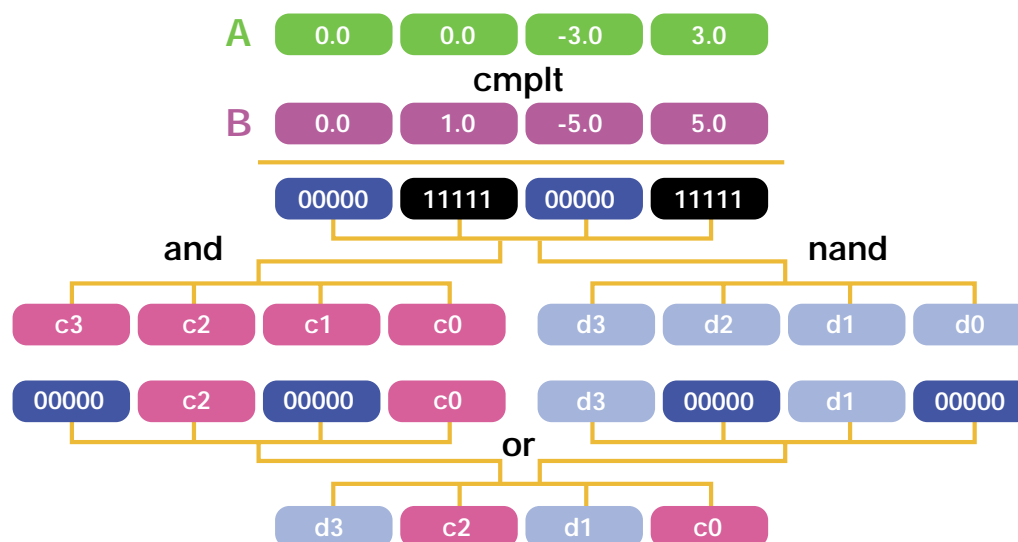 A 0.0 0.0 -3.0 3.0
cmplt
B 0.0 1.0 -5.0 5.0
00000 11111 00000 11111
and nand
c3 c2 c1 c0 d3 d2 d1 d0
00000 c2 00000 c0 d3 00000 d1 00000
or
d3 c2 d1 c0